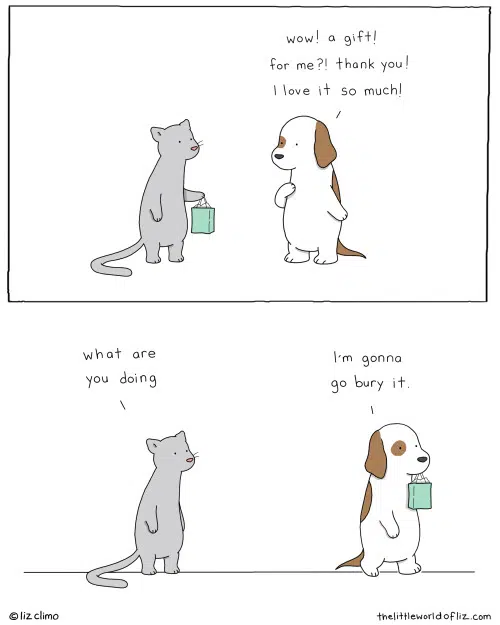 wow! a gift!
for me?! thank you!
I love it so much!
what are
you doing
I'm gonna
go bury it.
© liz climo
thelittleworldofliz.com